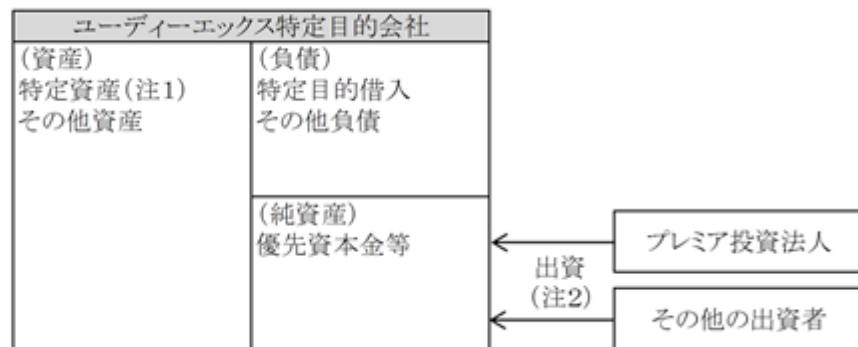 ユーディーエックス特定目的会社
(資産)
特定資産(注1)
その他資産
(負債)
特定目的借入
その他負債
(純資産)
優先資本金等
出資
(注2)
プレミア投資法人
その他の出資者